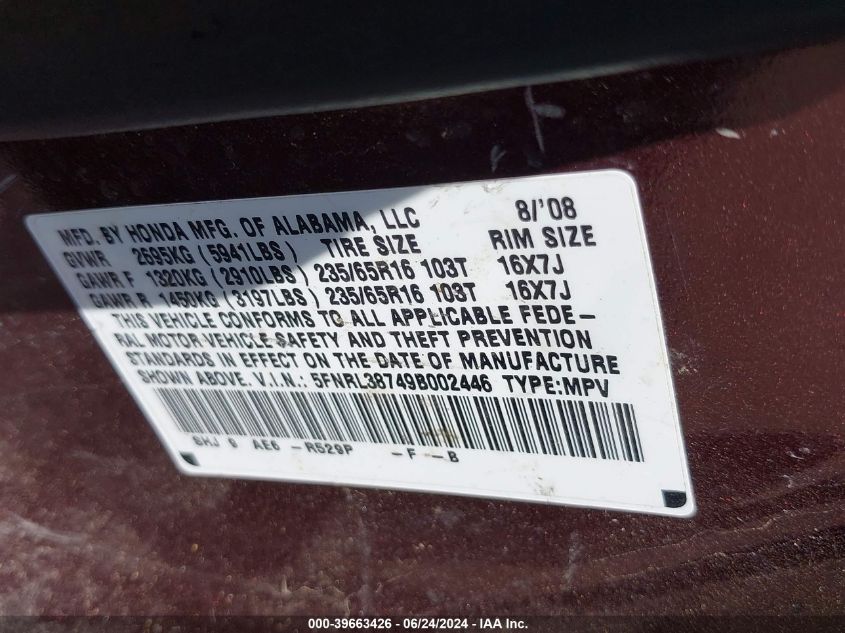 MFD. BY HONDA MFG. OF ALABAMA, LLC 8/'08
GVWR 2695KG (5941LBS) TIRE SIZE RIM SIZE
GAWR F 1320KG (2910LBS) 235/65R16 103T 16X7J
GAWR R 1450KG (3197LBS) 235/65R16 103T 16X7J
THIS VEHICLE CONFORMS TO ALL APPLICABLE FEDE-
RAL MOTOR VEHICLE SAFETY AND THEFT PREVENTION
STANDARDS IN EFFECT ON THE DATE OF MANUFACTURE
SHOWN ABOVE. V.I.N.: 5FNRL38749B002446 TYPE:MPV
SHJ 9 AE6 - R529P - F - B
000-39663426 - 06/24/2024 - IAA Inc.